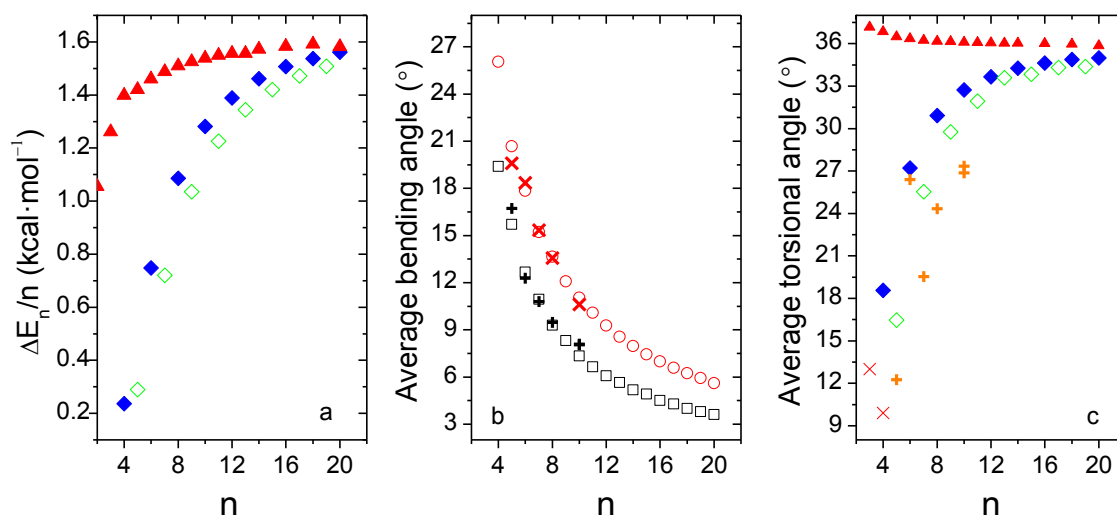 ΔEₙ/n (kcal·mol⁻¹)
1.6
1.4
1.2
1.0
0.8
0.6
0.4
0.2
4 8 12 16 20
n
a
Average bending angle (°)
27
24
21
18
15
12
9
6
3
4 8 12 16 20
n
b
Average torsional angle (°)
36
33
30
27
24
21
18
15
12
9
4 8 12 16 20
n
c